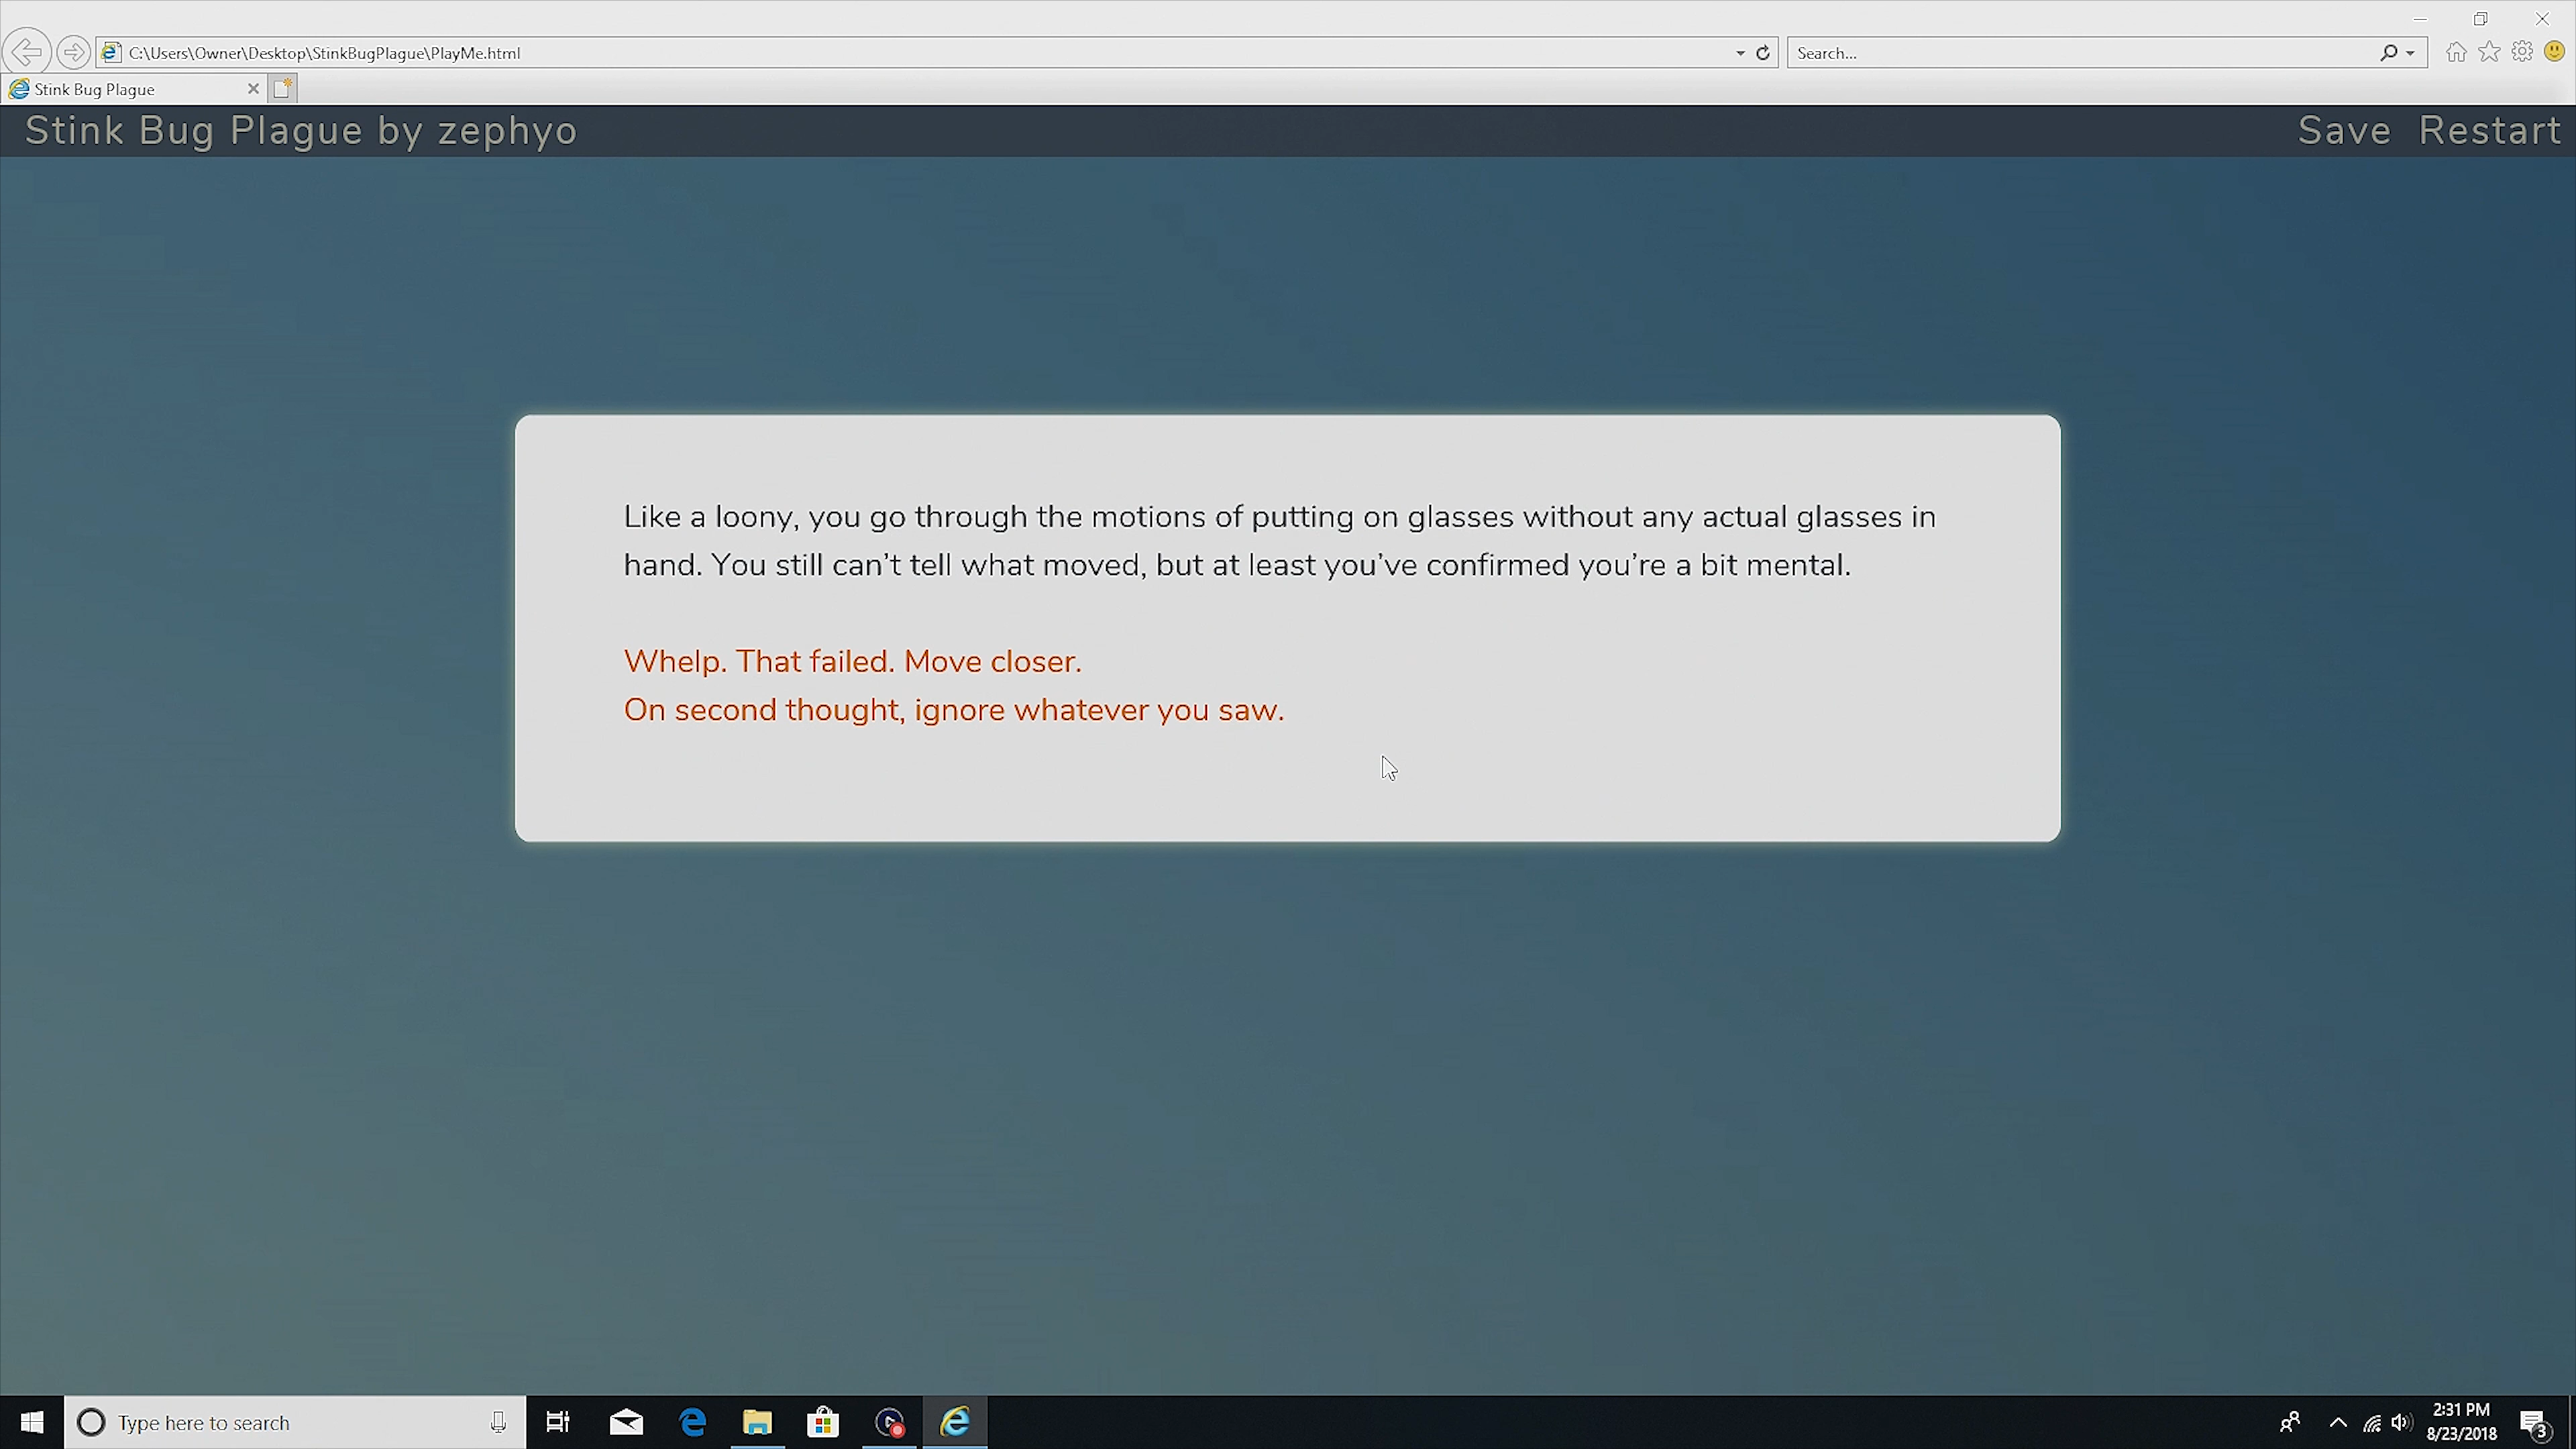 C:\Users\Owner\Desktop\StinkBugPlague\PlayMe.html
Search...
Stink Bug Plague
Stink Bug Plague by zephyo
Save Restart
Like a loony, you go through the motions of putting on glasses without any actual glasses in
hand. You still can’t tell what moved, but at least you’ve confirmed you’re a bit mental.
Whelp. That failed. Move closer.
On second thought, ignore whatever you saw.
Type here to search
2:31 PM
8/23/2018
3